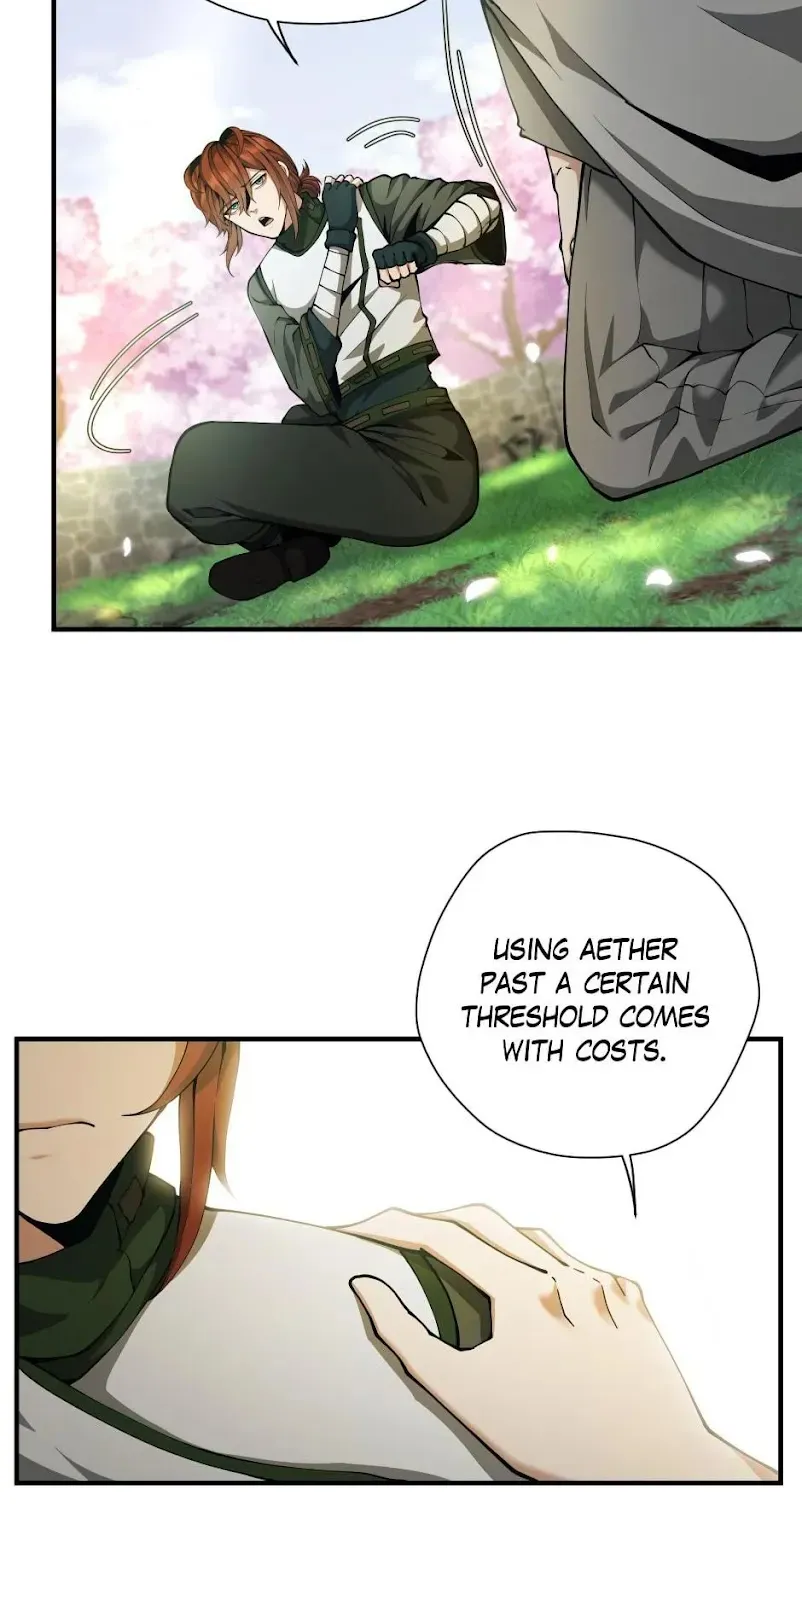 USING AETHER
PAST A CERTAIN
THRESHOLD COMES
WITH COSTS.